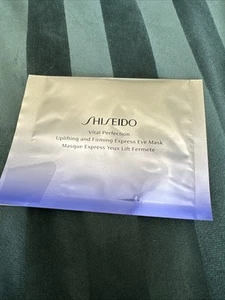 SHISEIDO
Vital Perfection
Uplifting and Firming Express Eye Mask
Masque Express Yeux Lift Fermeté